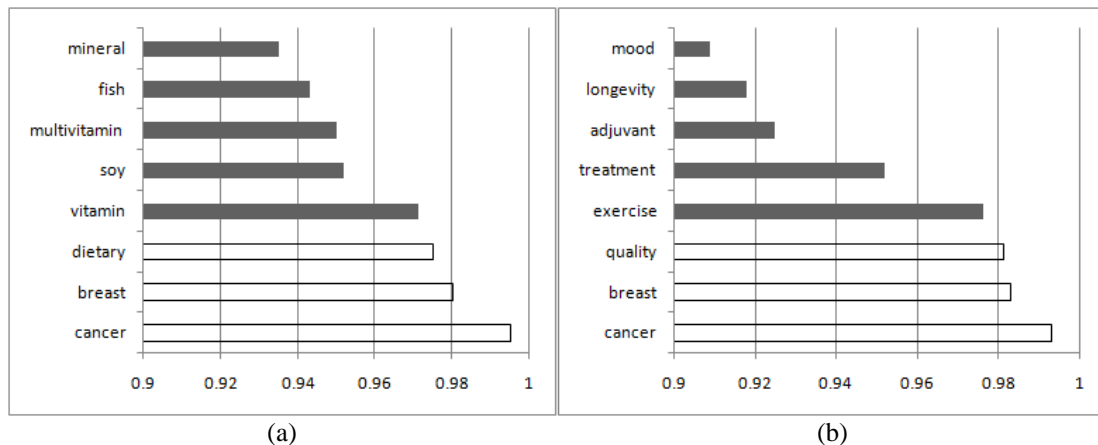 mineral
fish
multivitamin
soy
vitamin
dietary
breast
cancer
0.9 0.92 0.94 0.96 0.98 1
(a)
mood
longevity
adjuvant
treatment
exercise
quality
breast
cancer
0.9 0.92 0.94 0.96 0.98 1
(b)